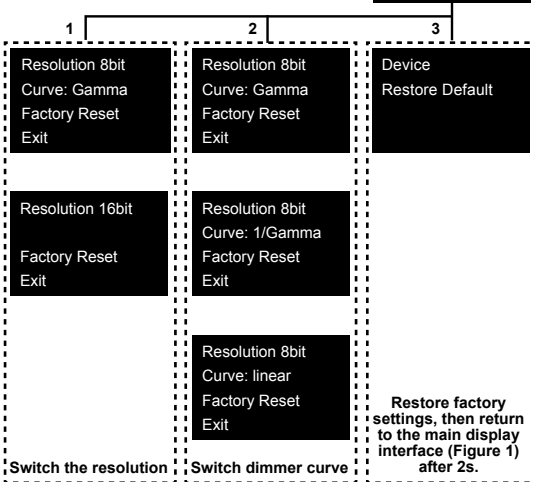 1
2
3
Resolution 8bit
Curve: Gamma
Factory Reset
Exit
Resolution 16bit
Factory Reset
Exit
Switch the resolution
Resolution 8bit
Curve: Gamma
Factory Reset
Exit
Resolution 8bit
Curve: 1/Gamma
Factory Reset
Exit
Resolution 8bit
Curve: linear
Factory Reset
Exit
Switch dimmer curve
Device
Restore Default
Restore factory
settings, then return
to the main display
interface (Figure 1)
after 2s.